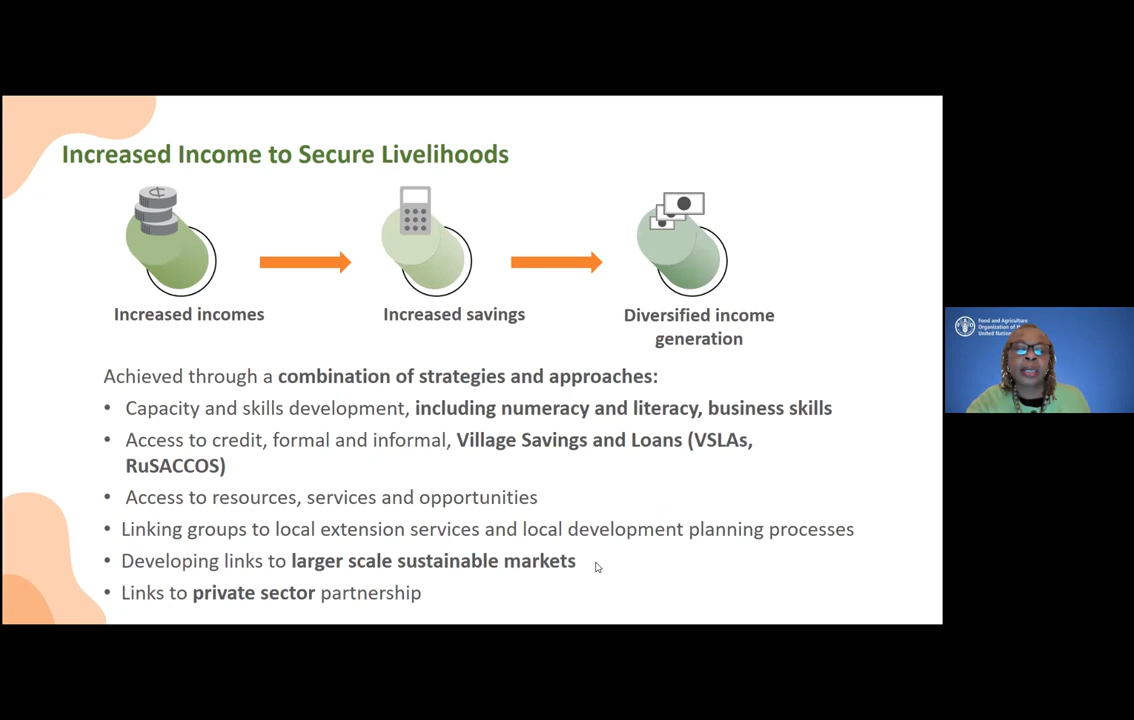 Increased Income to Secure Livelihoods
Increased incomes
Increased savings
Diversified income
generation
Achieved through a combination of strategies and approaches:
• Capacity and skills development, including numeracy and literacy, business skills
• Access to credit, formal and informal, Village Savings and Loans (VSLAs,
RuSACCOS)
• Access to resources, services and opportunities
• Linking groups to local extension services and local development planning processes
• Developing links to larger scale sustainable markets
• Links to private sector partnership
Food and Agriculture
Organization of
United Nation